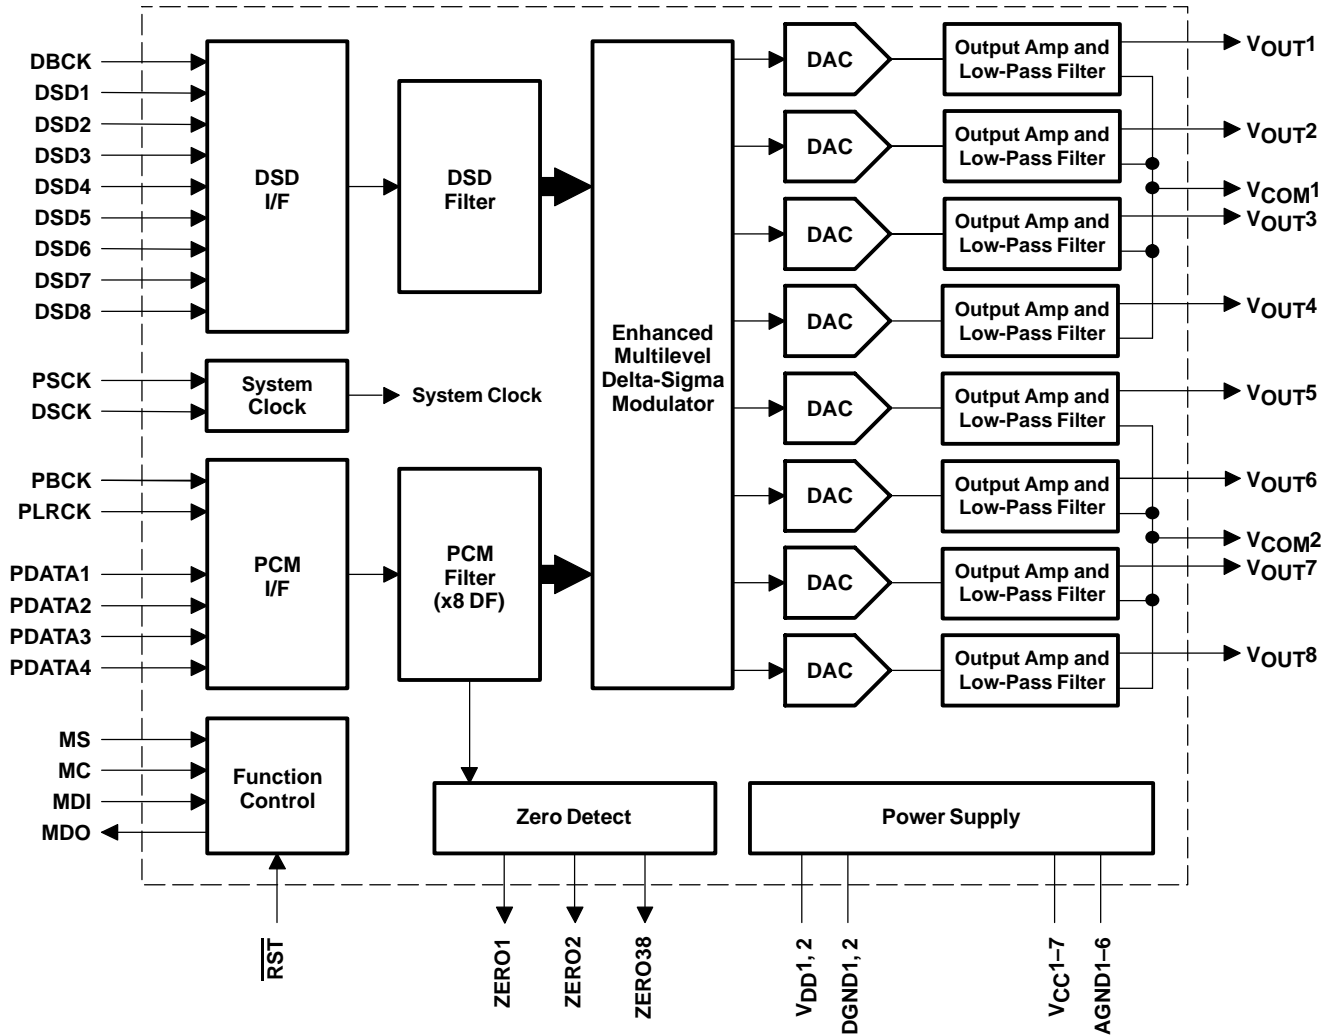 DBCK
DSD1
DSD2
DSD3
DSD4
DSD5
DSD6
DSD7
DSD8
DSD
I/F
DSD
Filter
PSCK
DSCK
System
Clock
System Clock
PBCK
PLRCK
PDATA1
PDATA2
PDATA3
PDATA4
PCM
I/F
PCM
Filter
(x8 DF)
Enhanced
Multilevel
Delta-Sigma
Modulator
DAC
Output Amp and
Low-Pass Filter
VOUT1
DAC
Output Amp and
Low-Pass Filter
VOUT2
VCOM1
DAC
Output Amp and
Low-Pass Filter
VOUT3
DAC
Output Amp and
Low-Pass Filter
VOUT4
DAC
Output Amp and
Low-Pass Filter
VOUT5
DAC
Output Amp and
Low-Pass Filter
VOUT6
VCOM2
DAC
Output Amp and
Low-Pass Filter
VOUT7
DAC
Output Amp and
Low-Pass Filter
VOUT8
MS
MC
MDI
MDO
Function
Control
Zero Detect
Power Supply
RST
ZERO1
ZERO2
ZERO38
VDD1, 2
DGND1, 2
VCC1–7
AGND1–6